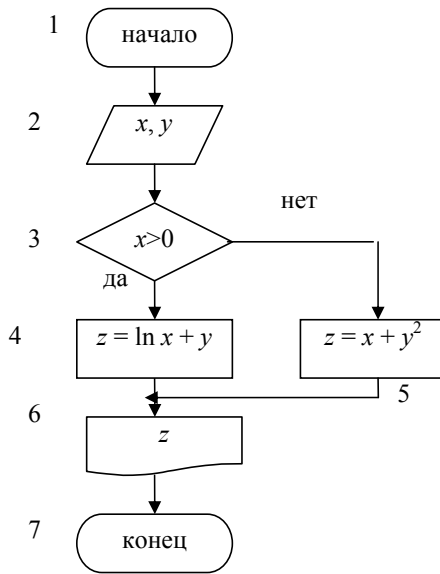 1
начало
2
x, y
нет
3
x>0
да
4
z = ln x + y
z = x + y²
5
6
z
7
конец